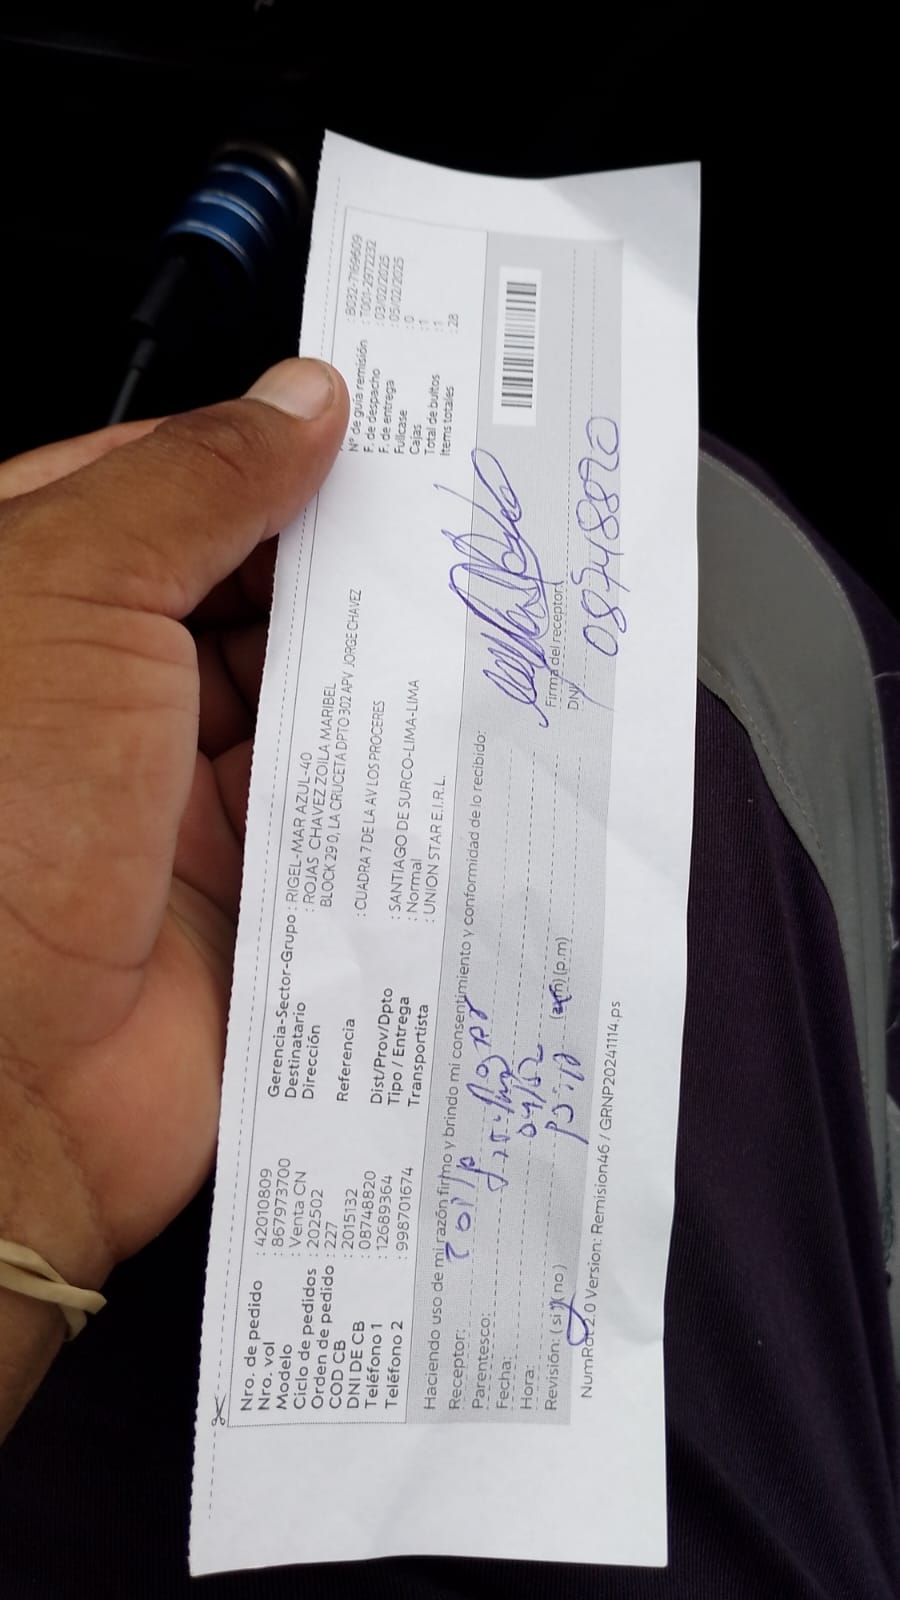 Nro. de pedido : 42010809
Nro. vol : 867973700
Modelo : Venta CN
Ciclo de pedidos : 202502
Orden de pedido : 227
COD CB : 2015132
DNI DE CB : 08748820
Teléfono 1 : 12689364
Teléfono 2 : 998701674
Gerencia-Sector-Grupo : RIGEL-MAR AZUL-40
Destinatario : ROJAS CHAVEZ ZOILA MARIBEL
Dirección BLOCK 29 0, LA CRUCETA DPTO 302 APV JORGE CHAVEZ
Referencia : CUADRA 7 DE LA AV LOS PROCERES
Dist/Prov/Dpto : SANTIAGO DE SURCO-LIMA-LIMA
Tipo / Entrega : Normal
Transportista : UNION STAR E.I.R.L.
: B032-7169609
N° de guía remisión : T001-2972232
F. de despacho : 03/02/2025
F. de entrega : 05/02/2025
Fullcase : 0
Cajas : 1
Total de bultos : 1
Items totales : 28
Haciendo uso de mi razón firmo y brindo mi consentimiento y conformidad de lo recibido:
Receptor:
Parentesco:
Fecha:
Hora: (p.m)
Revisión: ( si )( no )
Firma del receptor:
DNI 08748820
NumRot2.0 Version: Remision46 / GRNP20241114.ps